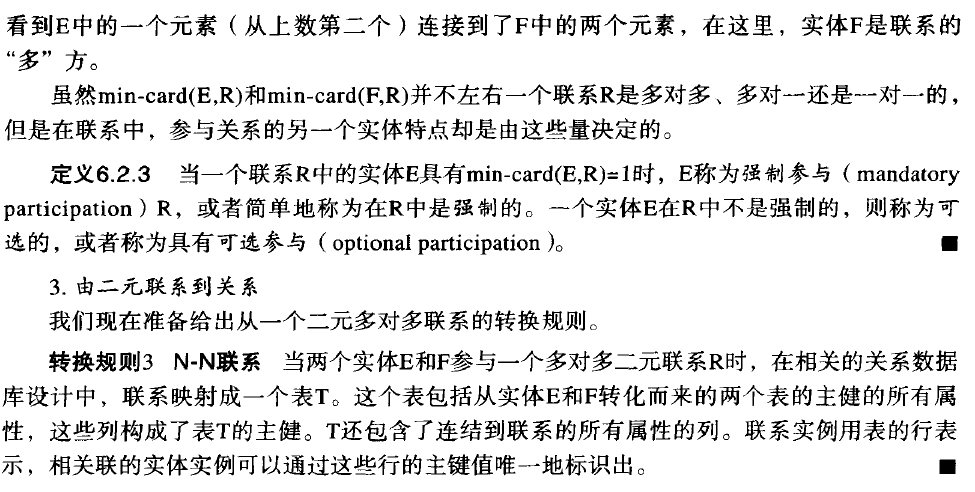 看到E中的一个元素（从上数第二个）连接到了F中的两个元素，在这里，实体F是联系的
“多”方。
虽然min-card(E,R)和min-card(F,R)并不左右一个联系R是多对多、多对一还是一对一的，
但是在联系中，参与关系的另一个实体特点却是由这些量决定的。
定义6.2.3 当一个联系R中的实体E具有min-card(E,R)=1时，E称为强制参与（mandatory
participation）R，或者简单地称为在R中是强制的。一个实体E在R中不是强制的，则称为可
选的，或者称为具有可选参与（optional participation）。 ■
3. 由二元联系到关系
我们现在准备给出从一个二元多对多联系的转换规则。
转换规则3 N-N联系 当两个实体E和F参与一个多对多二元联系R时，在相关的关系数据
库设计中，联系映射成一个表T。这个表包括从实体E和F转化而来的两个表的主健的所有属
性，这些列构成了表T的主健。T还包含了连结到联系的所有属性的列。联系实例用表的行表
示，相关联的实体实例可以通过这些行的主键值唯一地标识出。 ■